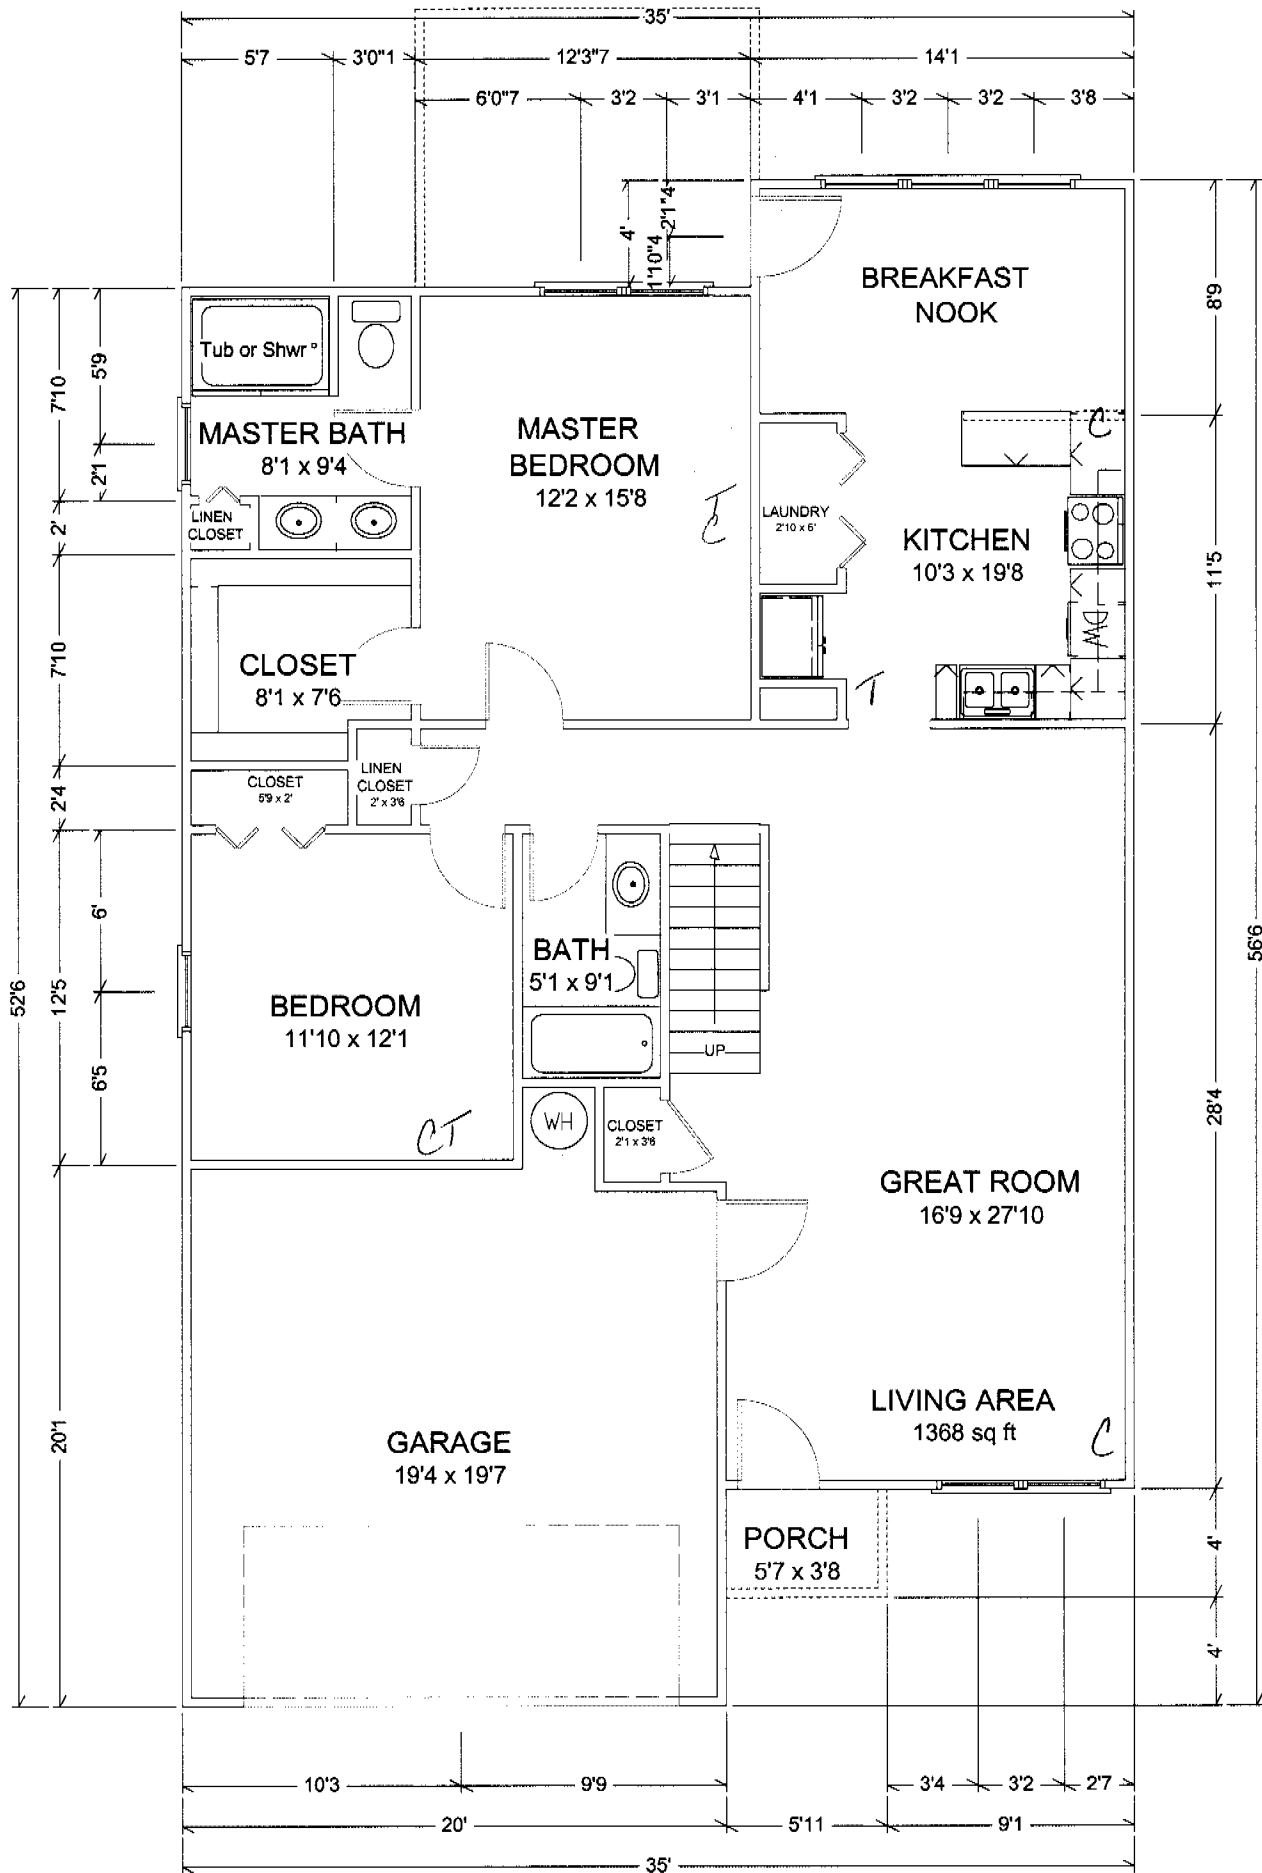 35'
5'7 3'0"1 12'3"7 14'1
6'0"7 3'2 3'1 4'1 3'2 3'2 3'8
4' 2'1"4
1'10"4
BREAKFAST
NOOK
8'9
Tub or Shwr
5'9
7'10
MASTER BATH
8'1 x 9'4
MASTER
BEDROOM
12'2 x 15'8
C
2'1
LINEN
CLOSET
T
C
LAUNDRY
2'10 x 6'
KITCHEN
10'3 x 19'8
2'
11'5
DW
CLOSET
8'1 x 7'6
7'10
T
CLOSET
5'9 x 2'
LINEN
CLOSET
2' x 3'6
2'4
6'
BATH
5'1 x 9'1
56'6
52'6
12'5
BEDROOM
11'10 x 12'1
UP
6'5
WH
CLOSET
2'1 x 3'6
28'4
CT
GREAT ROOM
16'9 x 27'10
LIVING AREA
1368 sq ft
C
20'1
GARAGE
19'4 x 19'7
PORCH
5'7 x 3'8
4'
4'
10'3 9'9 3'4 3'2 2'7
20' 5'11 9'1
35'